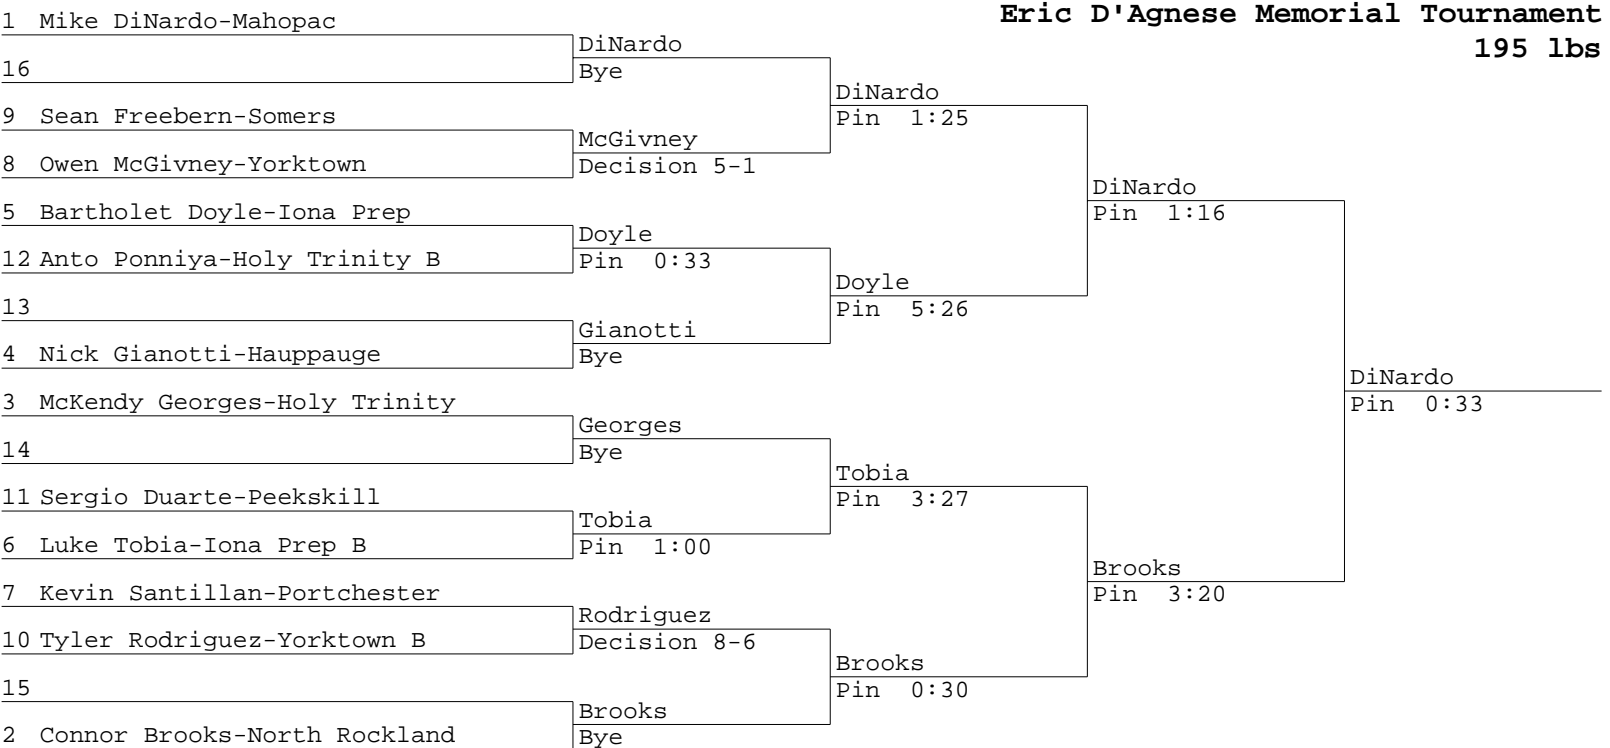 Eric D'Agnese Memorial Tournament
195 lbs
1 Mike DiNardo-Mahopac
16
9 Sean Freebern-Somers
8 Owen McGivney-Yorktown
5 Bartholet Doyle-Iona Prep
12 Anto Ponniya-Holy Trinity B
13
4 Nick Gianotti-Hauppauge
3 McKendy Georges-Holy Trinity
14
11 Sergio Duarte-Peekskill
6 Luke Tobia-Iona Prep B
7 Kevin Santillan-Portchester
10 Tyler Rodriguez-Yorktown B
15
2 Connor Brooks-North Rockland
DiNardo
Bye
McGivney
Decision 5-1
Doyle
Pin 0:33
Gianotti
Bye
Georges
Bye
Tobia
Pin 1:00
Rodriguez
Decision 8-6
Brooks
Bye
DiNardo
Pin 1:25
Doyle
Pin 5:26
Tobia
Pin 3:27
Brooks
Pin 0:30
DiNardo
Pin 1:16
Brooks
Pin 3:20
DiNardo
Pin 0:33